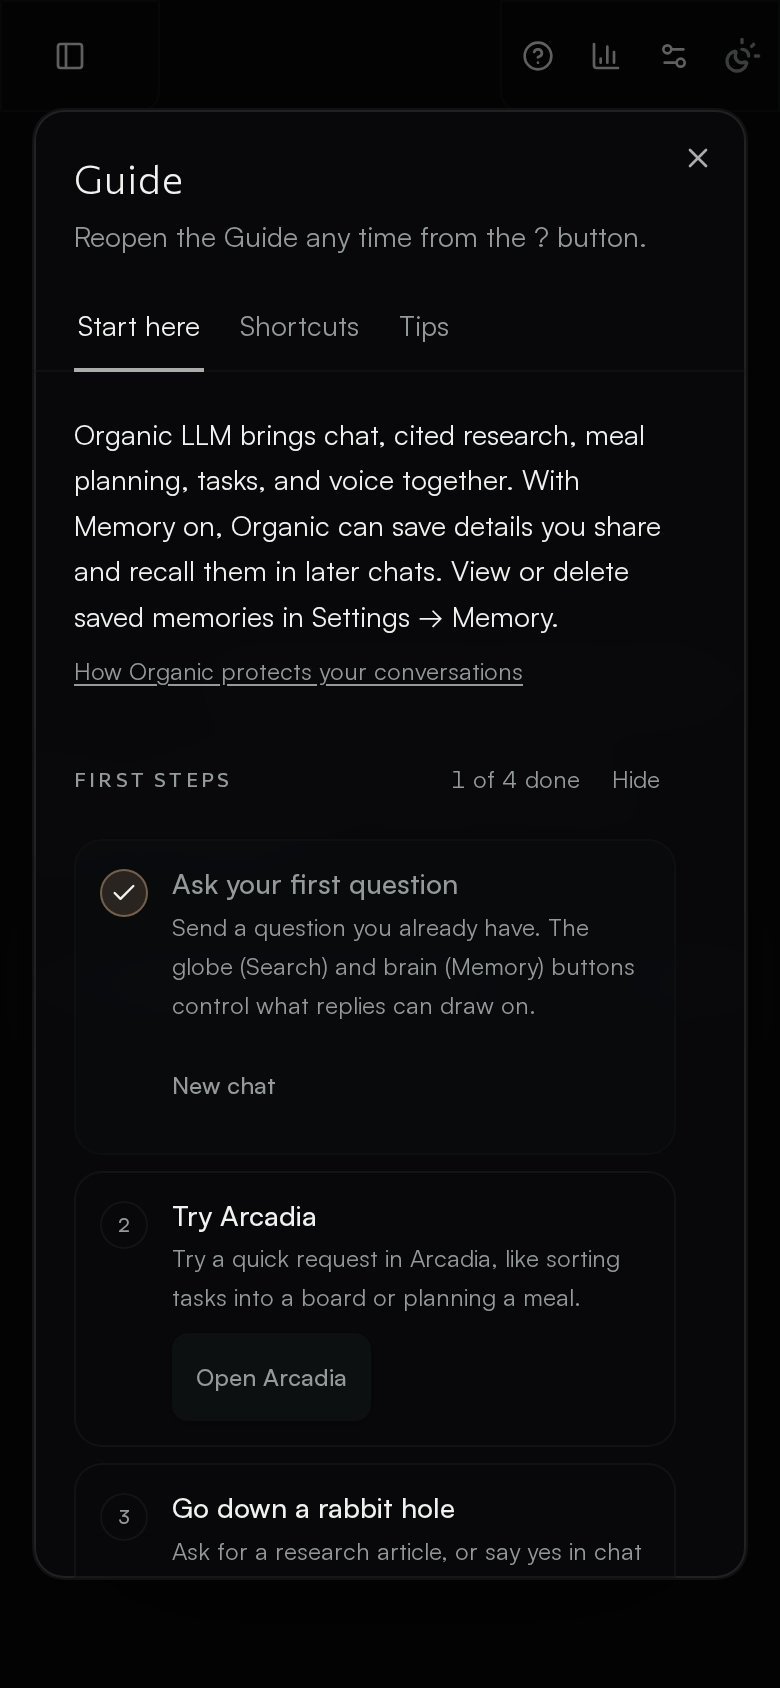 Guide
Reopen the Guide any time from the ? button.
Start here Shortcuts Tips
Organic LLM brings chat, cited research, meal
planning, tasks, and voice together. With
Memory on, Organic can save details you share
and recall them in later chats. View or delete
saved memories in Settings → Memory.
How Organic protects your conversations
FIRST STEPS 1 of 4 done Hide
Ask your first question
Send a question you already have. The
globe (Search) and brain (Memory) buttons
control what replies can draw on.
New chat
2 Try Arcadia
Try a quick request in Arcadia, like sorting
tasks into a board or planning a meal.
Open Arcadia
3 Go down a rabbit hole
Ask for a research article, or say yes in chat